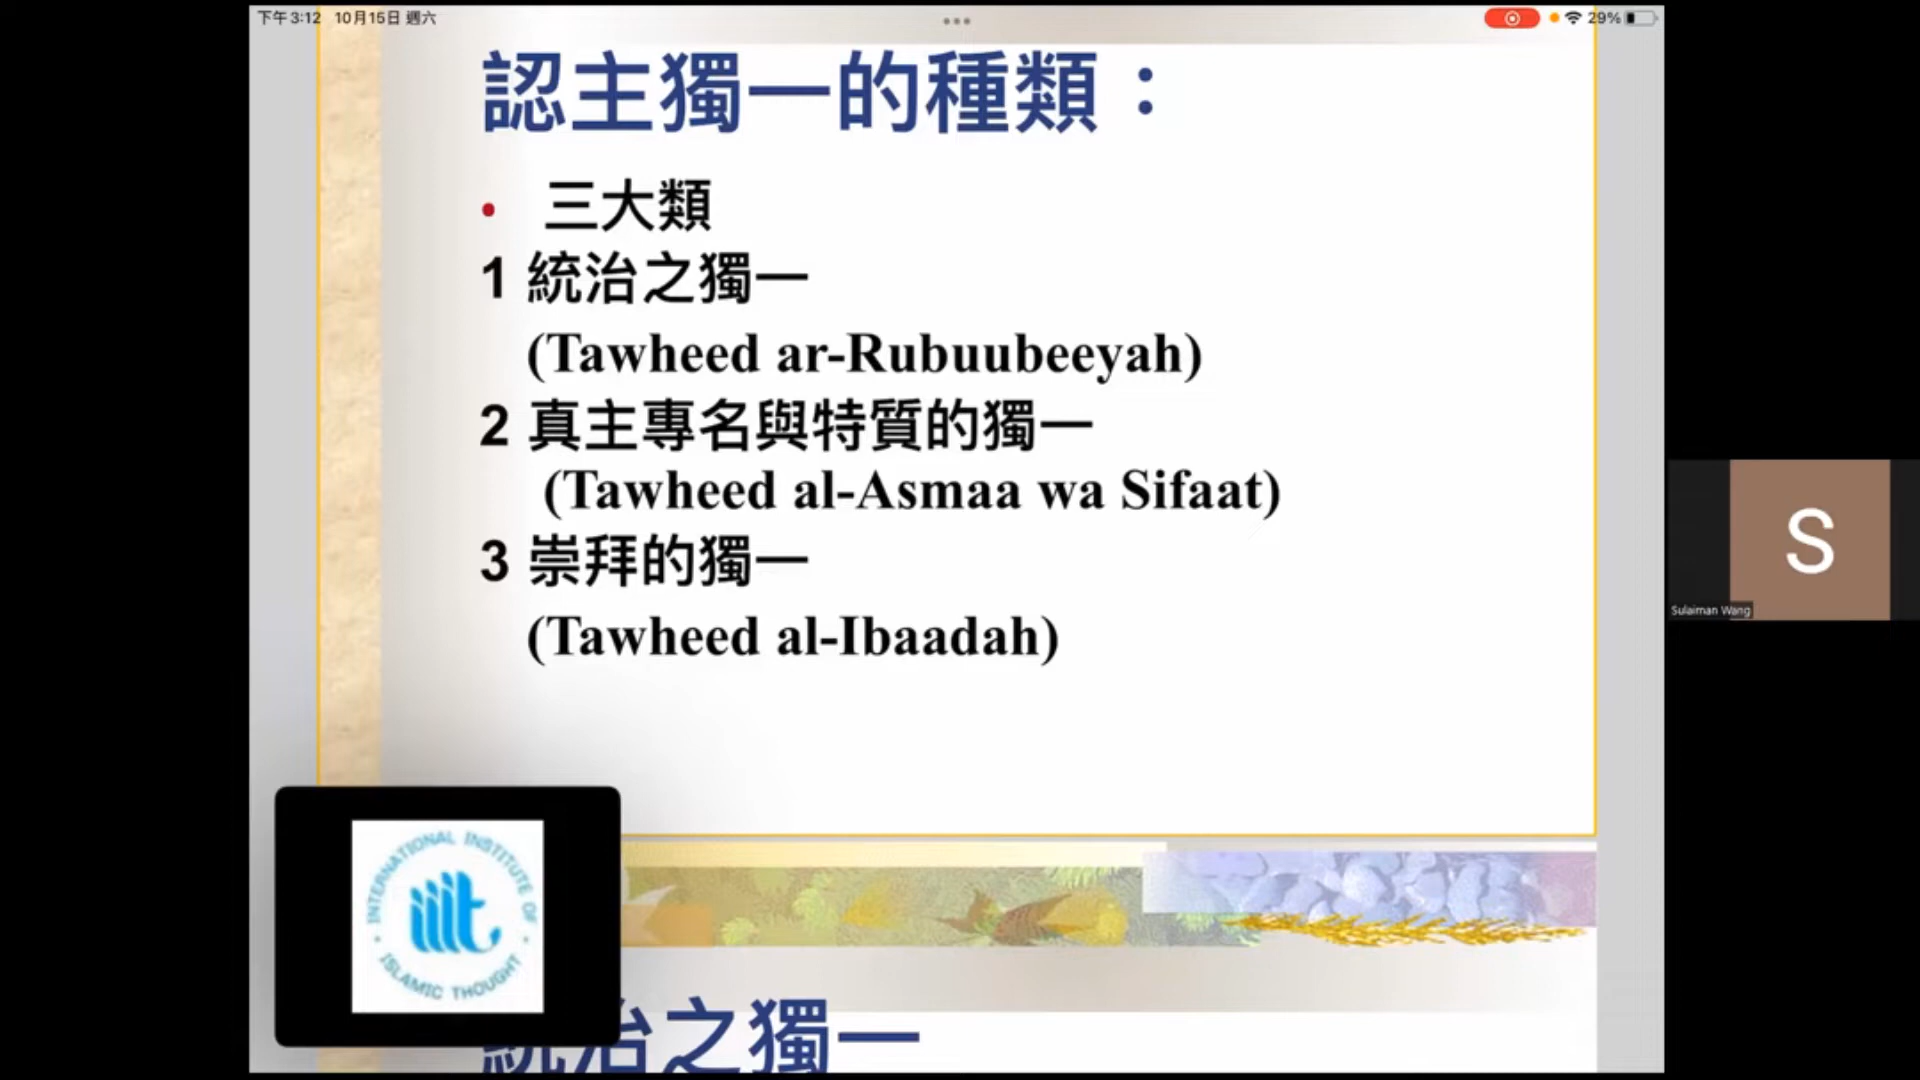 下午3:12 10月15日 週六
29%
認主獨一的種類：
• 三大類
1 統治之獨一
(Tawheed ar-Rubuubeeyah)
2 真主專名與特質的獨一
(Tawheed al-Asmaa wa Sifaat)
3 崇拜的獨一
(Tawheed al-Ibaadah)
S
Sulaiman Wang
INTERNATIONAL INSTITUTE OF
iiit
ISLAMIC THOUGHT
統治之獨一